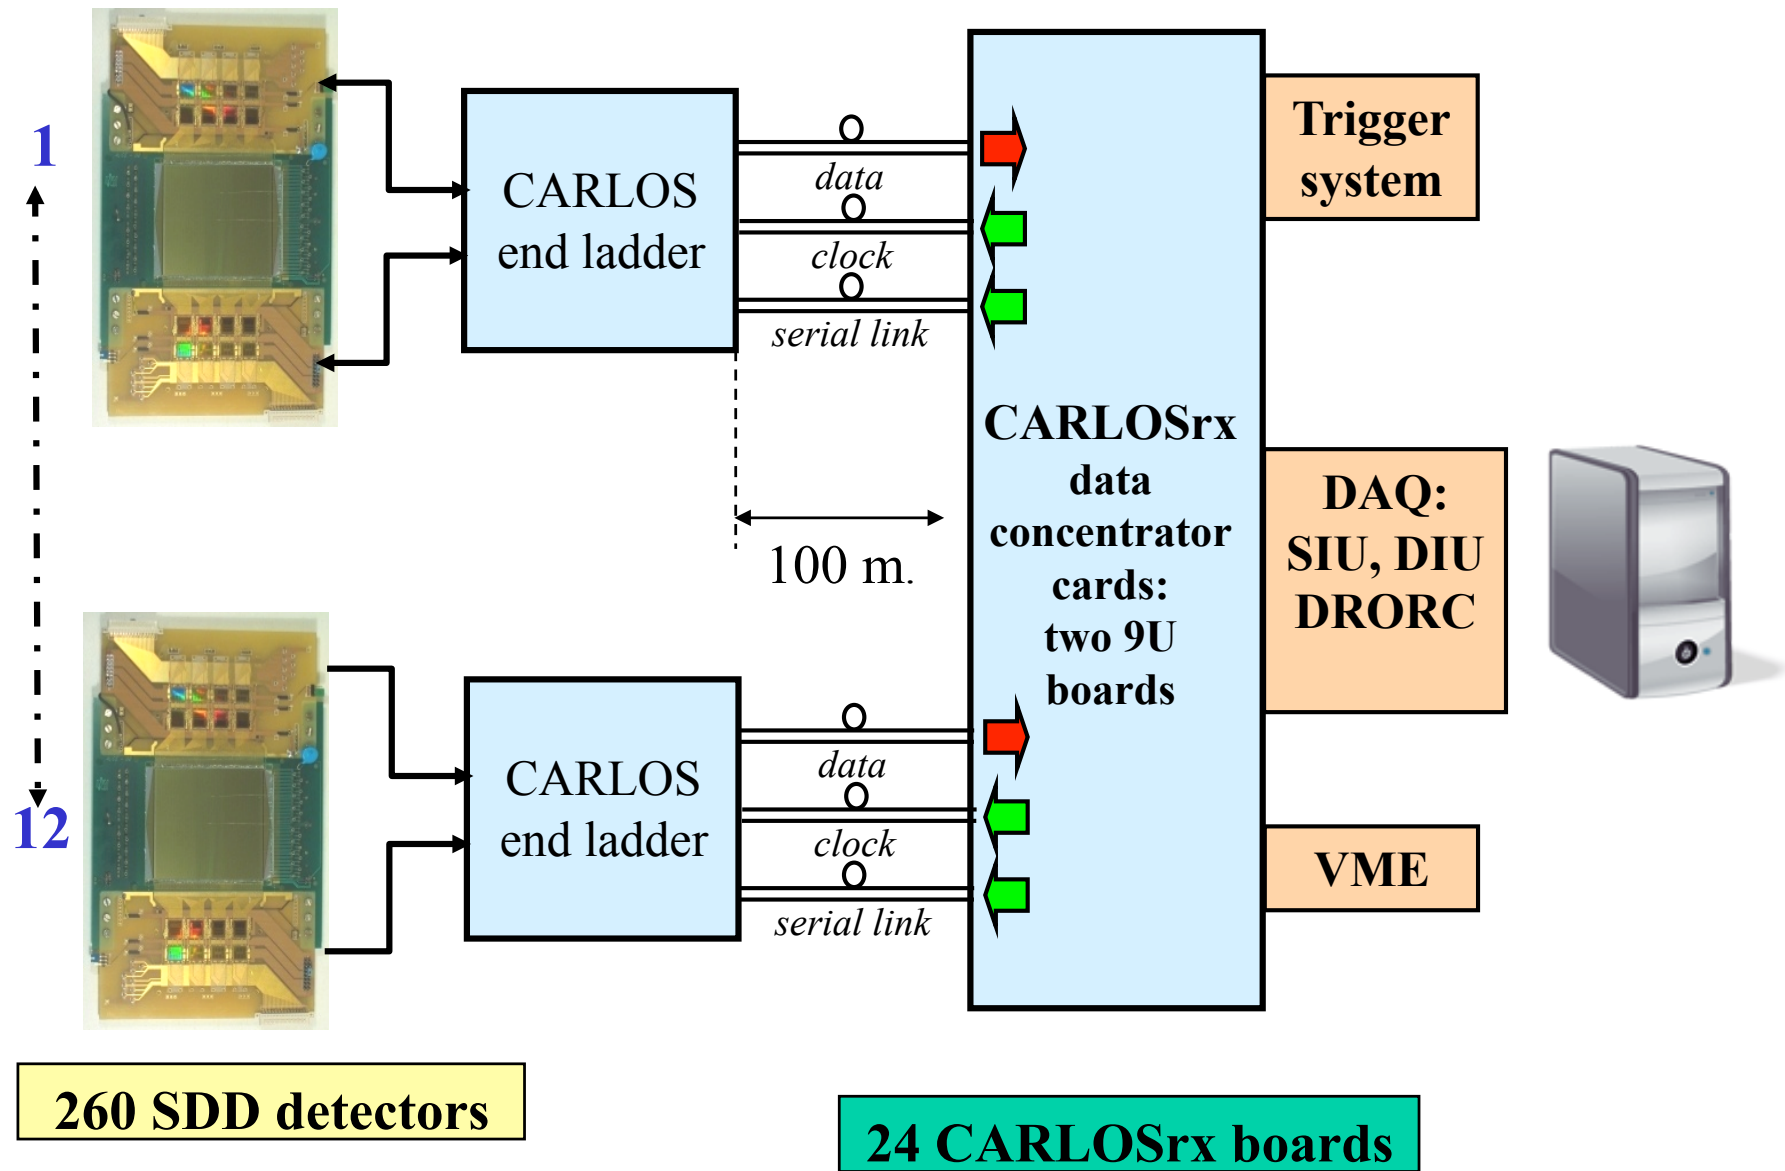 1
12
CARLOS
end ladder
data
clock
serial link
100 m.
CARLOS
end ladder
data
clock
serial link
CARLOSrx
data
concentrator
cards:
two 9U
boards
Trigger
system
DAQ:
SIU, DIU
DRORC
VME
260 SDD detectors
24 CARLOSrx boards